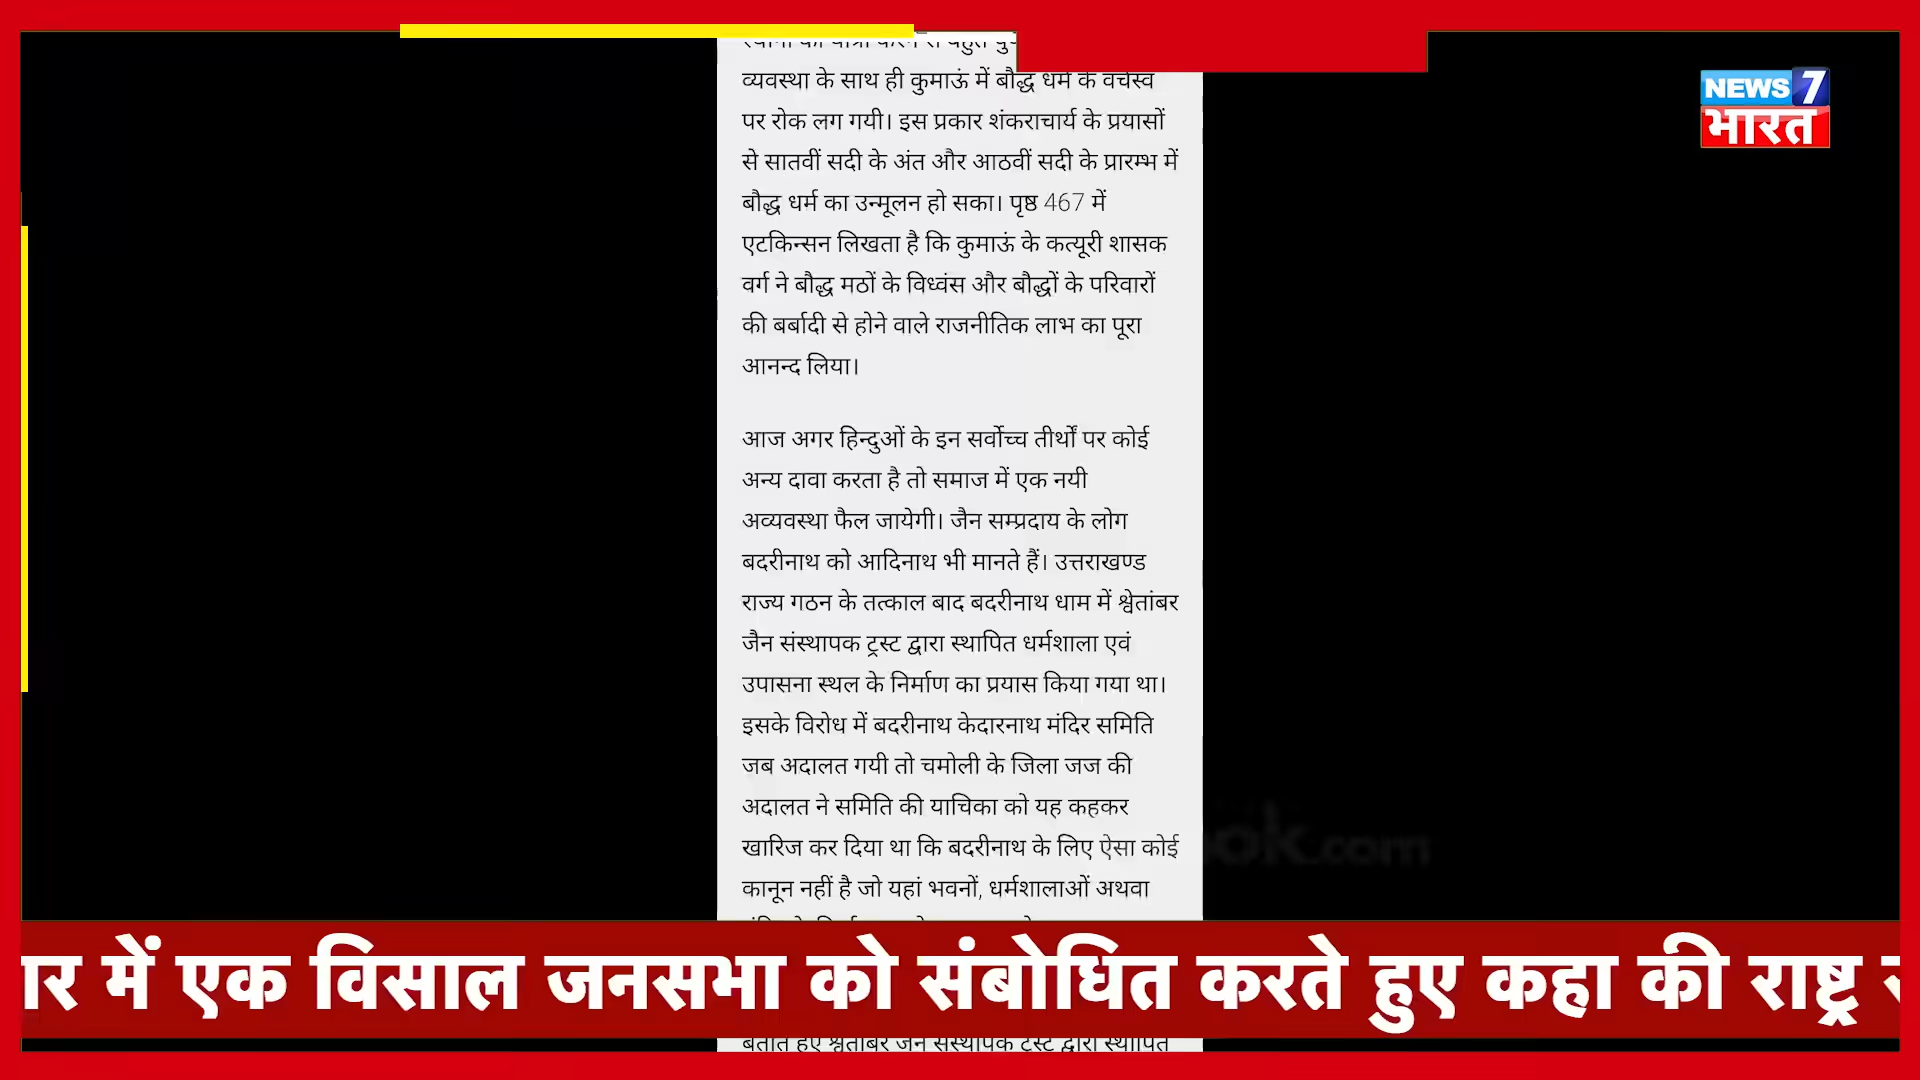 व्यवस्था के साथ ही कुमाऊं में बौद्ध धर्म के वर्चस्व
पर रोक लग गयी। इस प्रकार शंकराचार्य के प्रयासों
से सातवीं सदी के अंत और आठवीं सदी के प्रारम्भ में
बौद्ध धर्म का उन्मूलन हो सका। पृष्ठ 467 में
एटकिन्सन लिखता है कि कुमाऊं के कत्यूरी शासक
वर्ग ने बौद्ध मठों के विध्वंस और बौद्धों के परिवारों
की बर्बादी से होने वाले राजनीतिक लाभ का पूरा
आनन्द लिया।
आज अगर हिन्दुओं के इन सर्वोच्च तीर्थों पर कोई
अन्य दावा करता है तो समाज में एक नयी
अव्यवस्था फैल जायेगी। जैन सम्प्रदाय के लोग
बदरीनाथ को आदिनाथ भी मानते हैं। उत्तराखण्ड
राज्य गठन के तत्काल बाद बदरीनाथ धाम में श्वेतांबर
जैन संस्थापक ट्रस्ट द्वारा स्थापित धर्मशाला एवं
उपासना स्थल के निर्माण का प्रयास किया गया था।
इसके विरोध में बदरीनाथ केदारनाथ मंदिर समिति
जब अदालत गयी तो चमोली के जिला जज की
अदालत ने समिति की याचिका को यह कहकर
खारिज कर दिया था कि बदरीनाथ के लिए ऐसा कोई
कानून नहीं है जो यहां भवनों, धर्मशालाओं अथवा
में एक विसाल जनसभा को संबोधित करते हुए कहा की राष्ट्र
बताते हुए श्वेतांबर जैन संस्थापक ट्रस्ट द्वारा स्थापित
NEWS 7
भारत